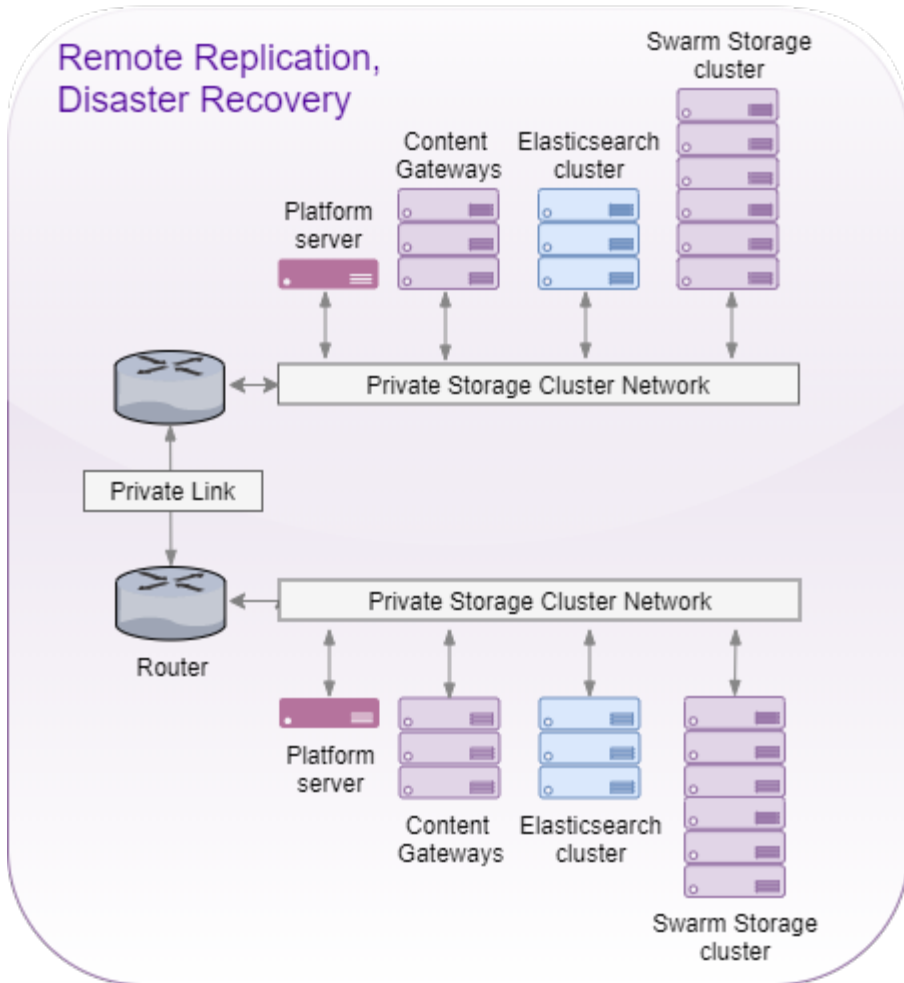 Remote Replication,
Disaster Recovery
Swarm Storage
cluster
Content
Gateways
Elasticsearch
cluster
Platform
server
Private Storage Cluster Network
Private Link
Private Storage Cluster Network
Router
Platform
server
Content
Gateways
Elasticsearch
cluster
Swarm Storage
cluster